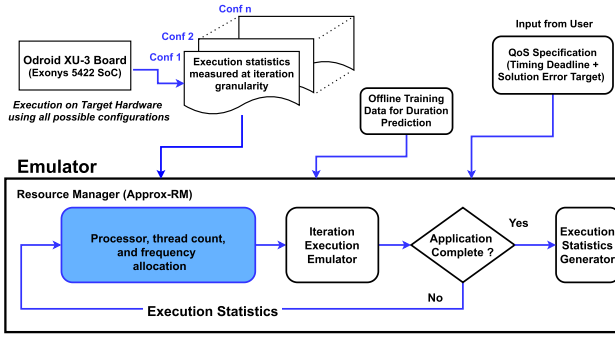 Conf n
Conf 2
Conf 1
Input from User
Odroid XU-3 Board
(Exonys 5422 SoC)
Execution statistics
measured at iteration
granularity
QoS Specification
(Timing Deadline +
Solution Error Target)
Execution on Target Hardware
using all possible configurations
Offline Training
Data for Duration
Prediction
Emulator
Resource Manager (Approx-RM)
Processor, thread count,
and frequency
allocation
Iteration
Execution
Emulator
Application
Complete ?
Yes
Execution
Statistics
Generator
No
Execution Statistics